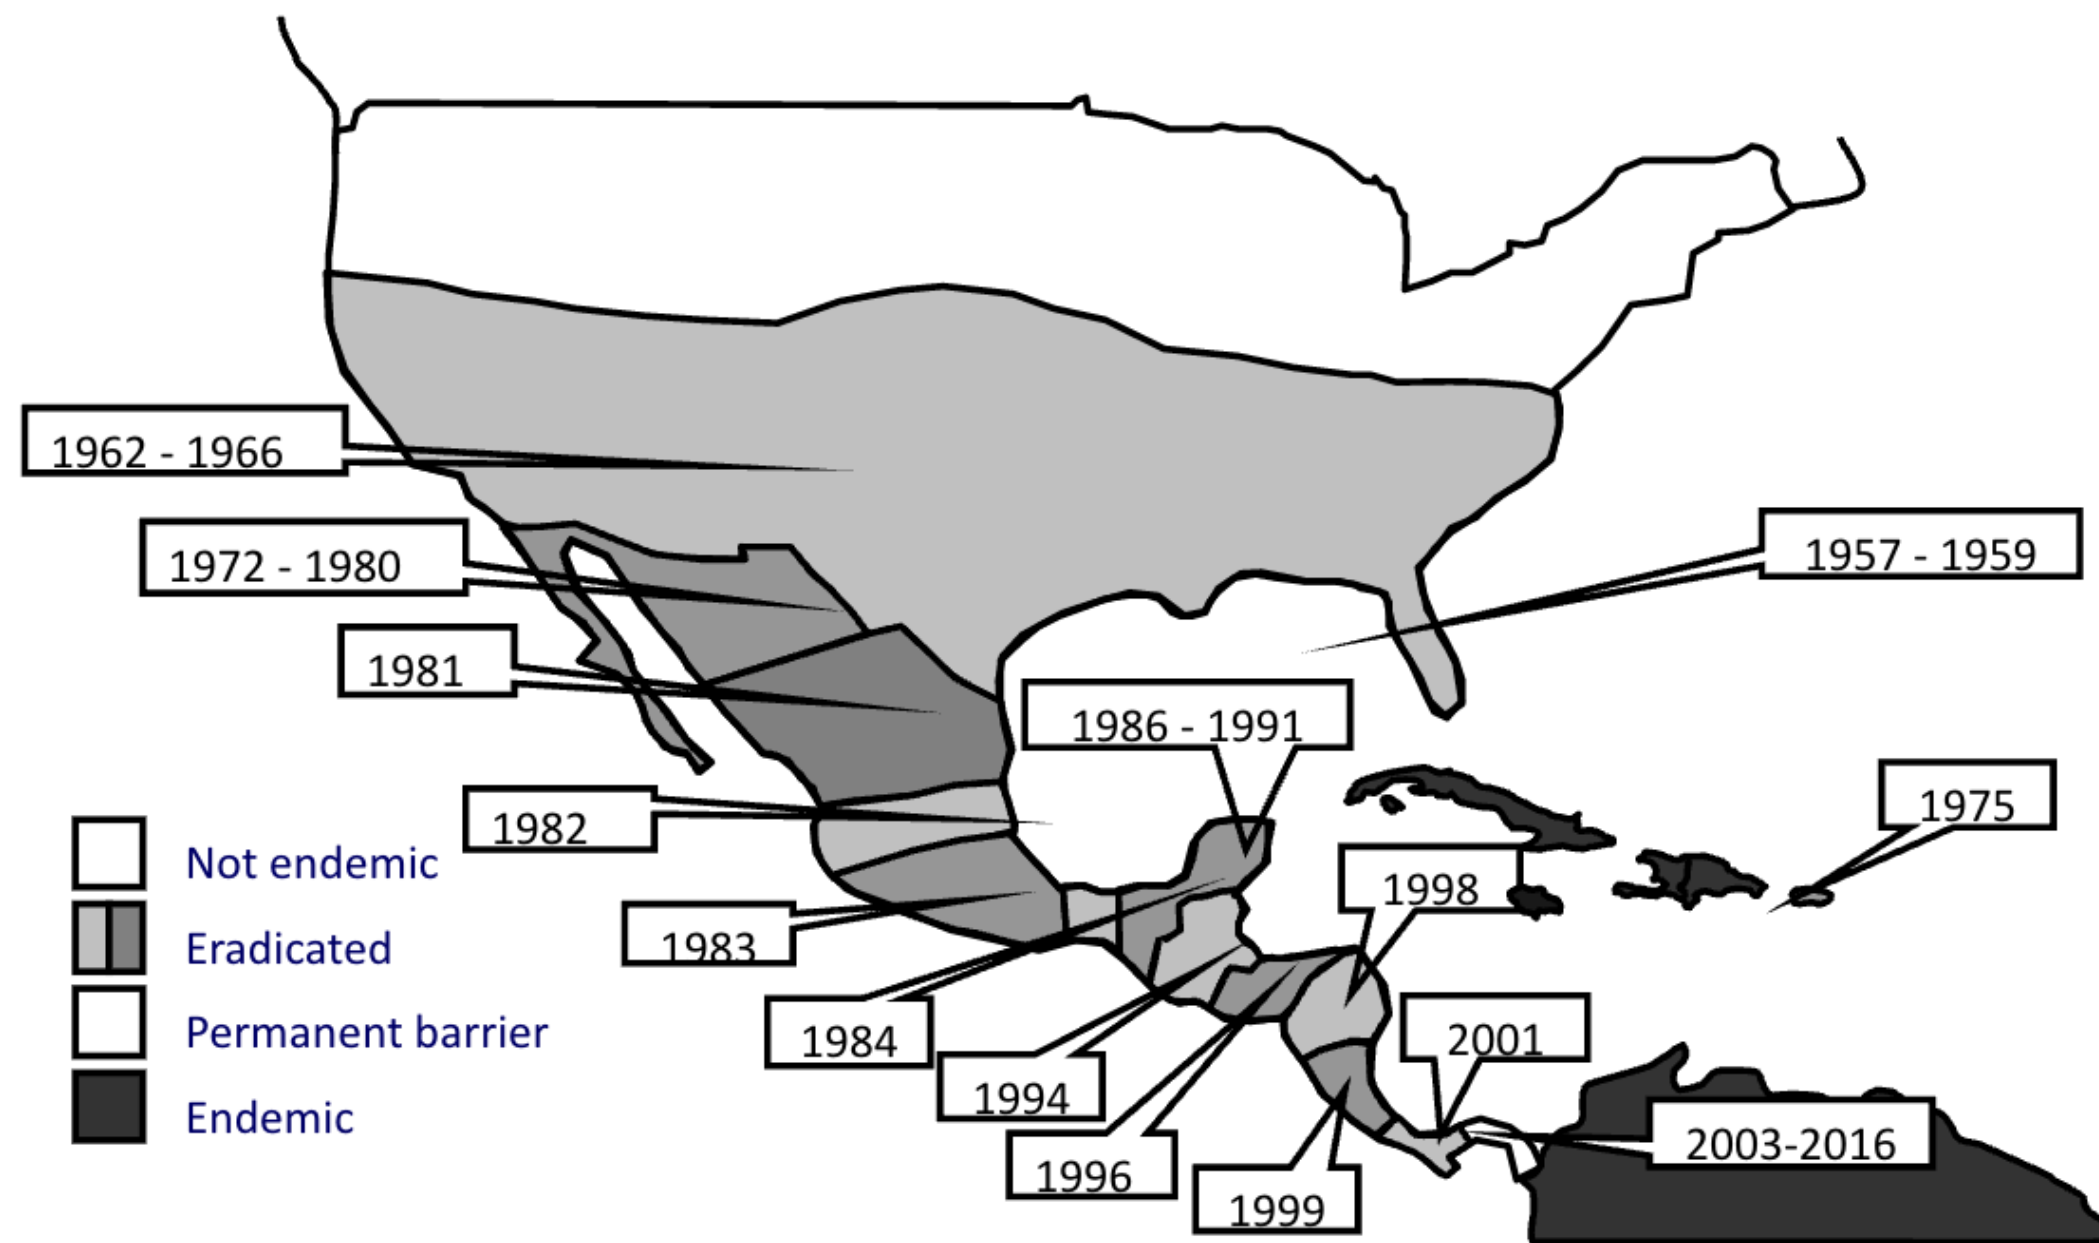 1962 - 1966
1972 - 1980
1957 - 1959
1981
1986 - 1991
1982
1975
1998
1983
1984
2001
1994
1996
1999
2003-2016
Not endemic
Eradicated
Permanent barrier
Endemic